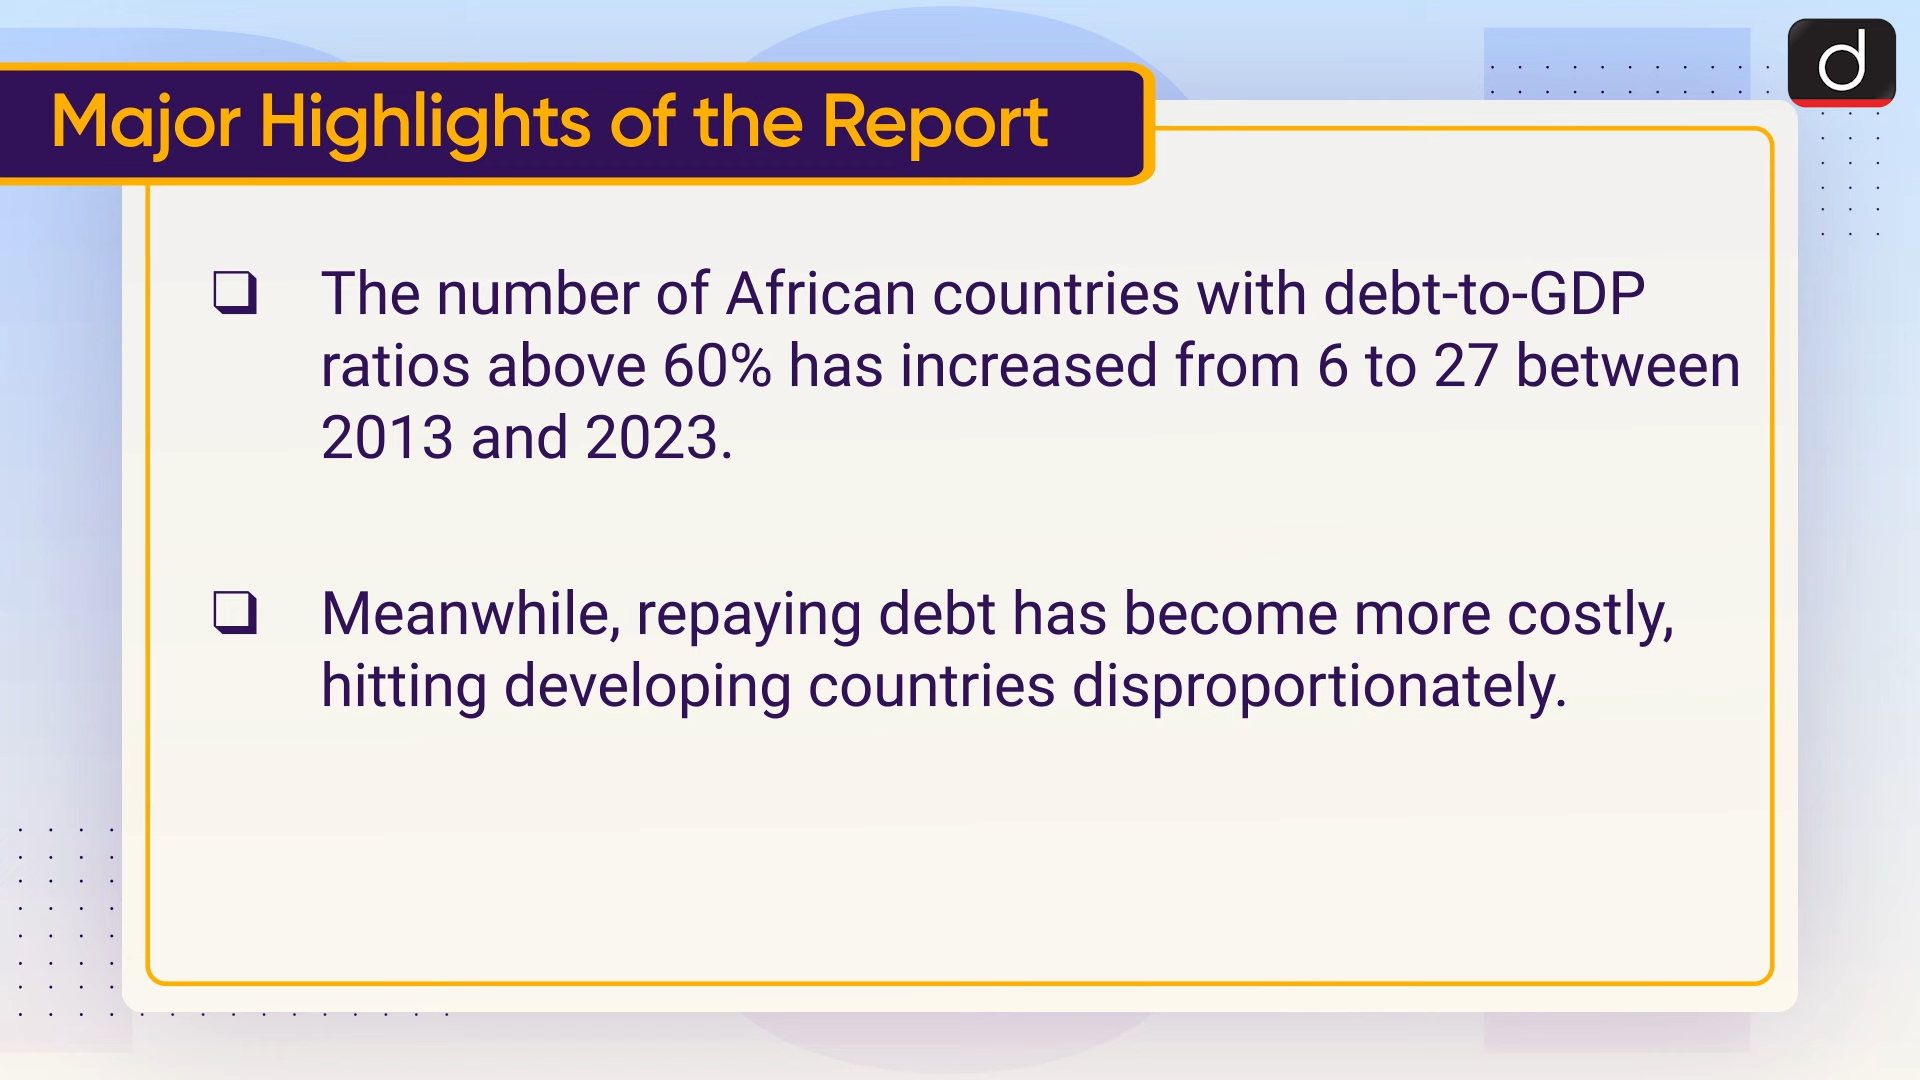 Major Highlights of the Report
d
❑ The number of African countries with debt-to-GDP
ratios above 60% has increased from 6 to 27 between
2013 and 2023.
❑ Meanwhile, repaying debt has become more costly,
hitting developing countries disproportionately.